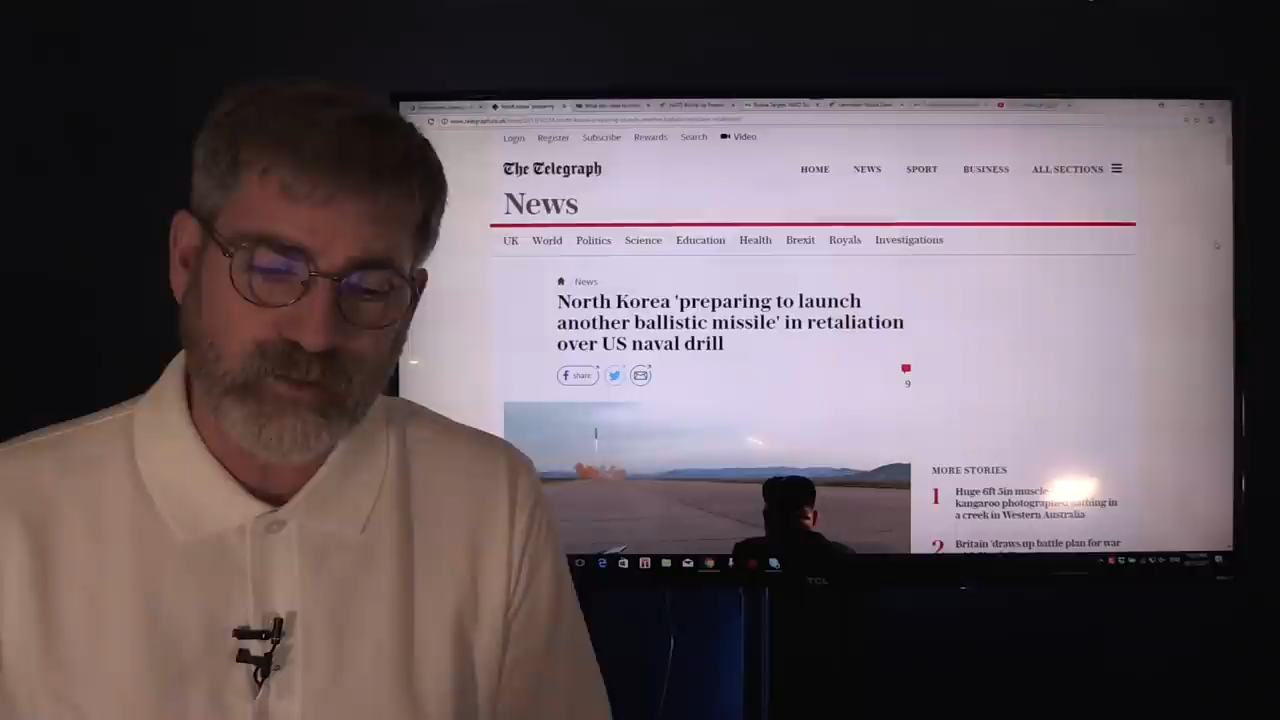 Login Register Subscribe Rewards Search Video
The Telegraph
HOME NEWS SPORT BUSINESS ALL SECTIONS
News
UK World Politics Science Education Health Brexit Royals Investigations
News
North Korea 'preparing to launch
another ballistic missile' in retaliation
over US naval drill
share
9
MORE STORIES
1 Huge 6ft 5in muscle-
kangaroo photographed bathing in
a creek in Western Australia
2 Britain 'draws up battle plan for war
TCL